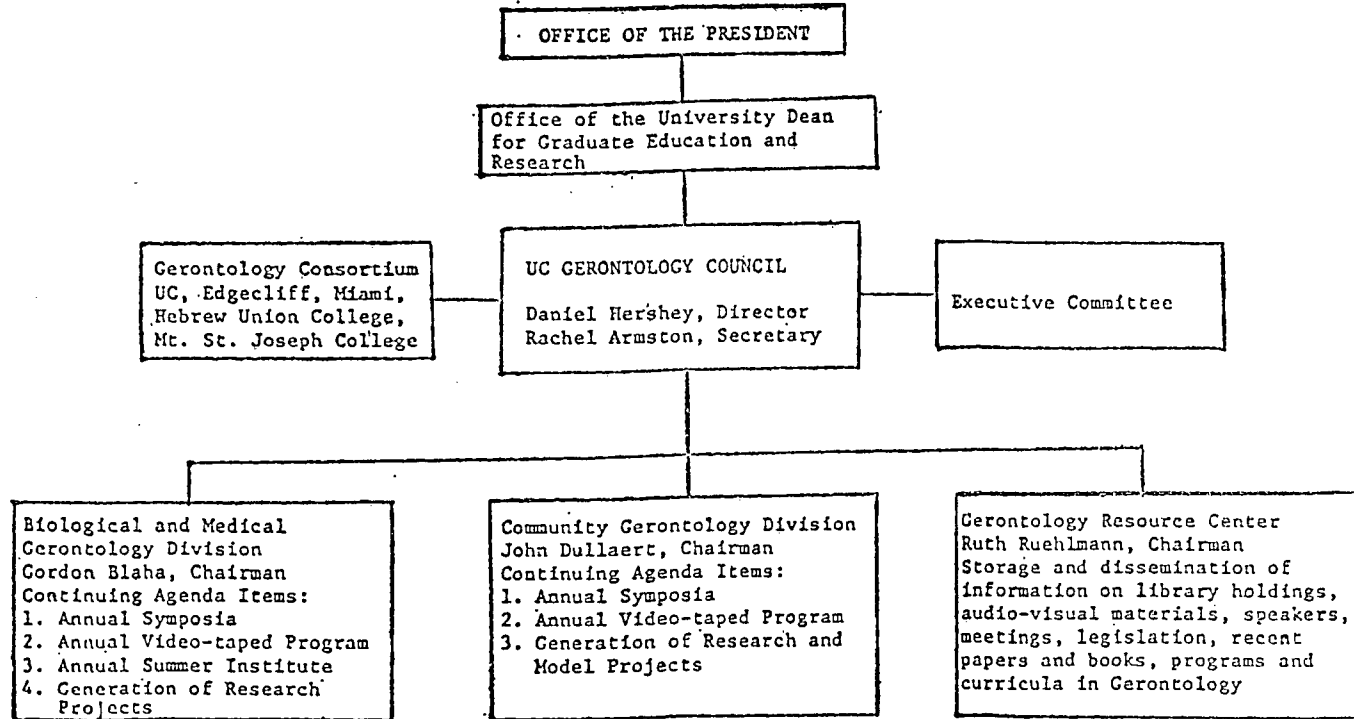 OFFICE OF THE PRESIDENT
Office of the University Dean
for Graduate Education and
Research
Gerontology Consortium
UC, Edgecliff, Miami,
Hebrew Union College,
Mt. St. Joseph College
UC GERONTOLOGY COUNCIL
Daniel Hershey, Director
Rachel Armston, Secretary
Executive Committee
Biological and Medical
Gerontology Division
Gordon Blaha, Chairman
Continuing Agenda Items:
1. Annual Symposia
2. Annual Video-taped Program
3. Annual Summer Institute
4. Generation of Research
Projects
Community Gerontology Division
John Dullaert, Chairman
Continuing Agenda Items:
1. Annual Symposia
2. Annual Video-taped Program
3. Generation of Research and
Model Projects
Gerontology Resource Center
Ruth Ruehlmann, Chairman
Storage and dissemination of
information on library holdings,
audio-visual materials, speakers,
meetings, legislation, recent
papers and books, programs and
curricula in Gerontology